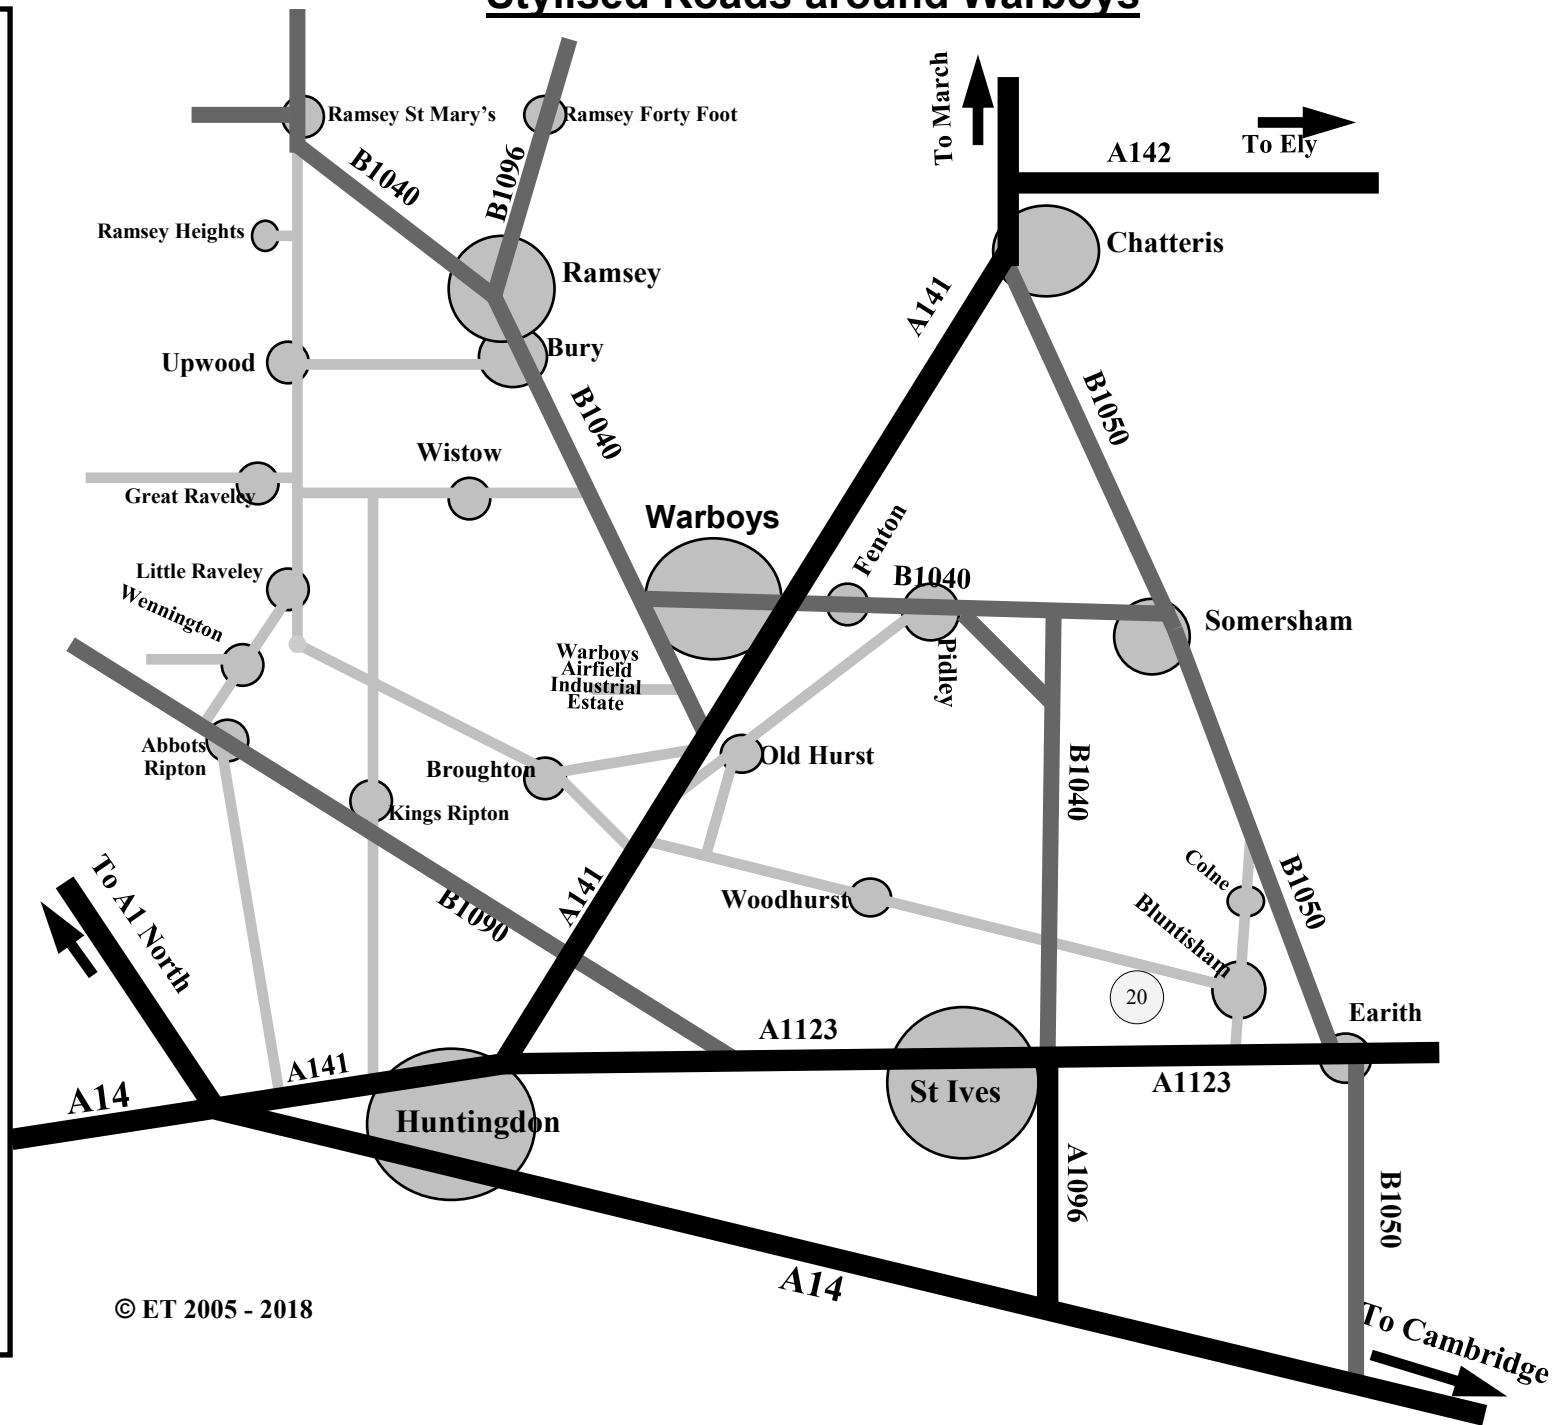 Stylised Roads around Warboys
To March
Ramsey St Mary's
Ramsey Forty Foot
To Ely
A142
B1040
B1096
Ramsey Heights
Chatteris
Ramsey
A141
Bury
Upwood
B1050
B1040
Wistow
Great Raveley
Warboys
Fenton
B1040
Little Raveley
Wennington
Somersham
Pidley
Warboys
Airfield
Industrial
Estate
Abbots
Ripton
Broughton
Old Hurst
B1040
Kings Ripton
To A1 North
A141
B1090
Woodhurst
Colne
B1050
Bluntisham
20
Earith
A1123
A141
A14
A1123
St Ives
Huntingdon
A1096
B1050
A14
© ET 2005 - 2018
To Cambridge